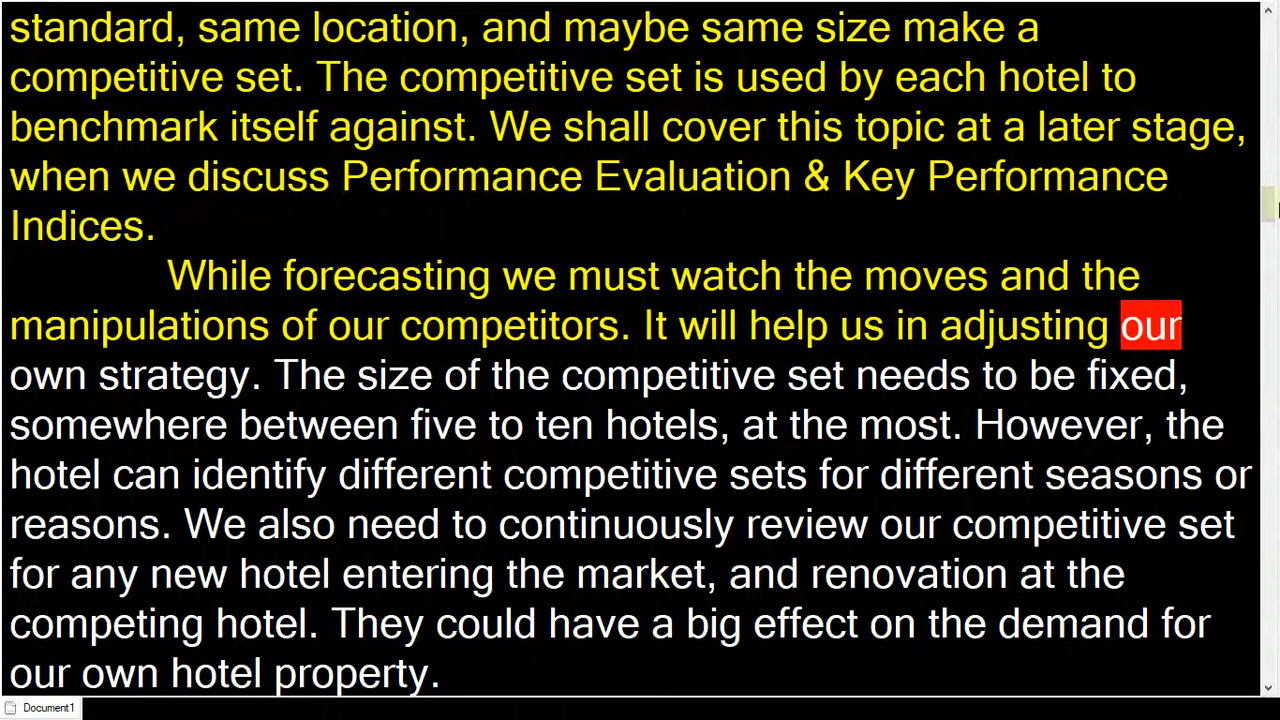 standard, same location, and maybe same size make a
competitive set. The competitive set is used by each hotel to
benchmark itself against. We shall cover this topic at a later stage,
when we discuss Performance Evaluation & Key Performance
Indices.
While forecasting we must watch the moves and the
manipulations of our competitors. It will help us in adjusting our
own strategy. The size of the competitive set needs to be fixed,
somewhere between five to ten hotels, at the most. However, the
hotel can identify different competitive sets for different seasons or
reasons. We also need to continuously review our competitive set
for any new hotel entering the market, and renovation at the
competing hotel. They could have a big effect on the demand for
our own hotel property.
Document1